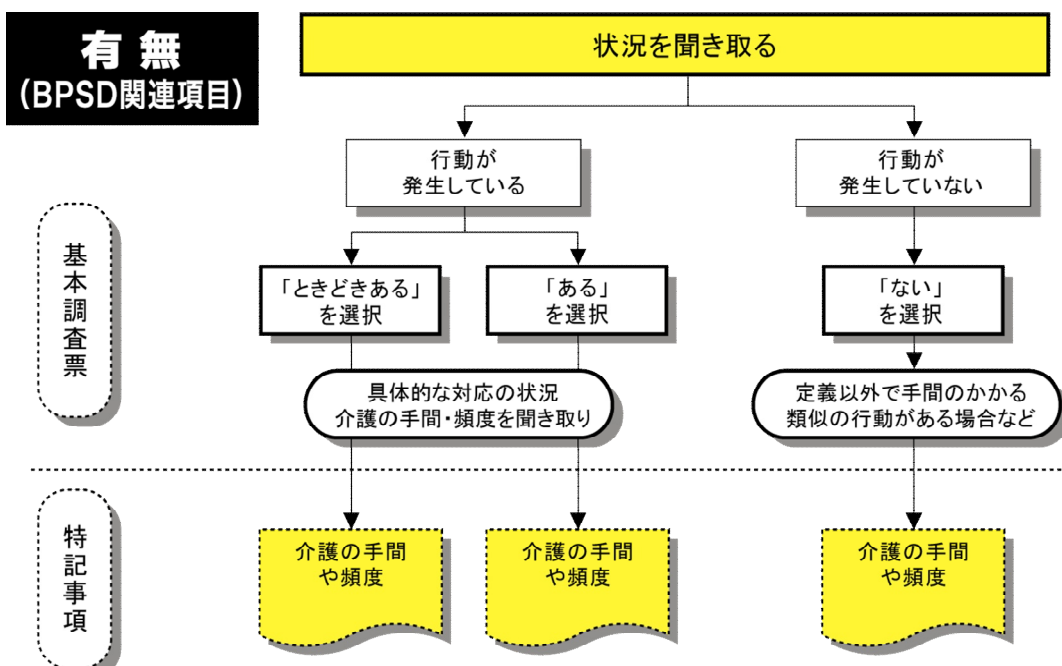 有無
（BPSD関連項目）
状況を聞き取る
行動が
発生している
行動が
発生していない
基本調査票
「ときどきある」
を選択
「ある」
を選択
「ない」
を選択
具体的な対応の状況
介護の手間・頻度を聞き取り
定義以外で手間のかかる
類似の行動がある場合など
特記事項
介護の手間
や頻度
介護の手間
や頻度
介護の手間
や頻度